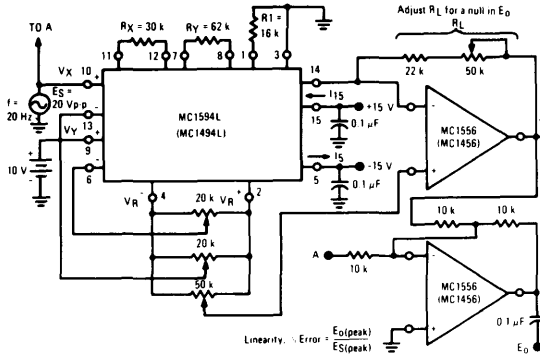 Adjust RL for a null in Eo
TO A
RX = 30 k
RY = 62 k
R1 =
16 k
RL
11
12
7
8
1
3
14
22 k
50 k
VX
10
+
-
ES =
20 Vp-p
f =
20 Hz
13
VY
+
9
-
6
10 V
+
-
MC1594L
(MC1494L)
I15
15
+15 V
0.1 µF
I5
-15 V
5
0.1 µF
-
MC1556
(MC1456)
+
VR-
4
VR+
2
20 k
20 k
50 k
10 k
10 k
A
10 k
-
MC1556
(MC1456)
+
0.1 µF
Eo
Linearity, Error = Eo(peak)
ES(peak)